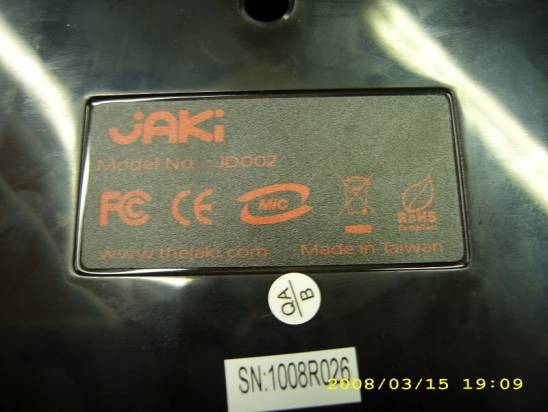 jAKi
Model No. : JD002
FC CE MIC RoHS
Compliant
www.thejaki.com Made in Taiwan
QA/B
SN:1008R026
2008/03/15 19:09